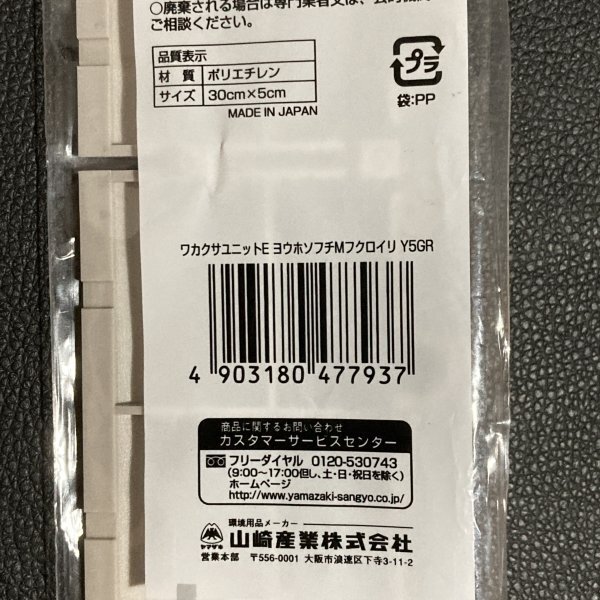 ○廃棄される場合は専門業者又は、
ご相談ください。
品質表示
材 質 ポリエチレン
サイズ 30cm×5cm
MADE IN JAPAN
プラ
袋:PP
ワカクサユニットE ヨウホソフチMフクロイリ Y5GR
4 903180 477937
商品に関するお問い合わせ
カスタマーサービスセンター
フリーダイヤル 0120-530743
(9:00～17:00但し、土・日・祝日を除く)
ホームページ
http://www.yamazaki-sangyo.co.jp/
環境用品メーカー
ヤマザキ 山崎産業株式会社
営業本部 〒556-0001 大阪市浪速区下寺3-11-2